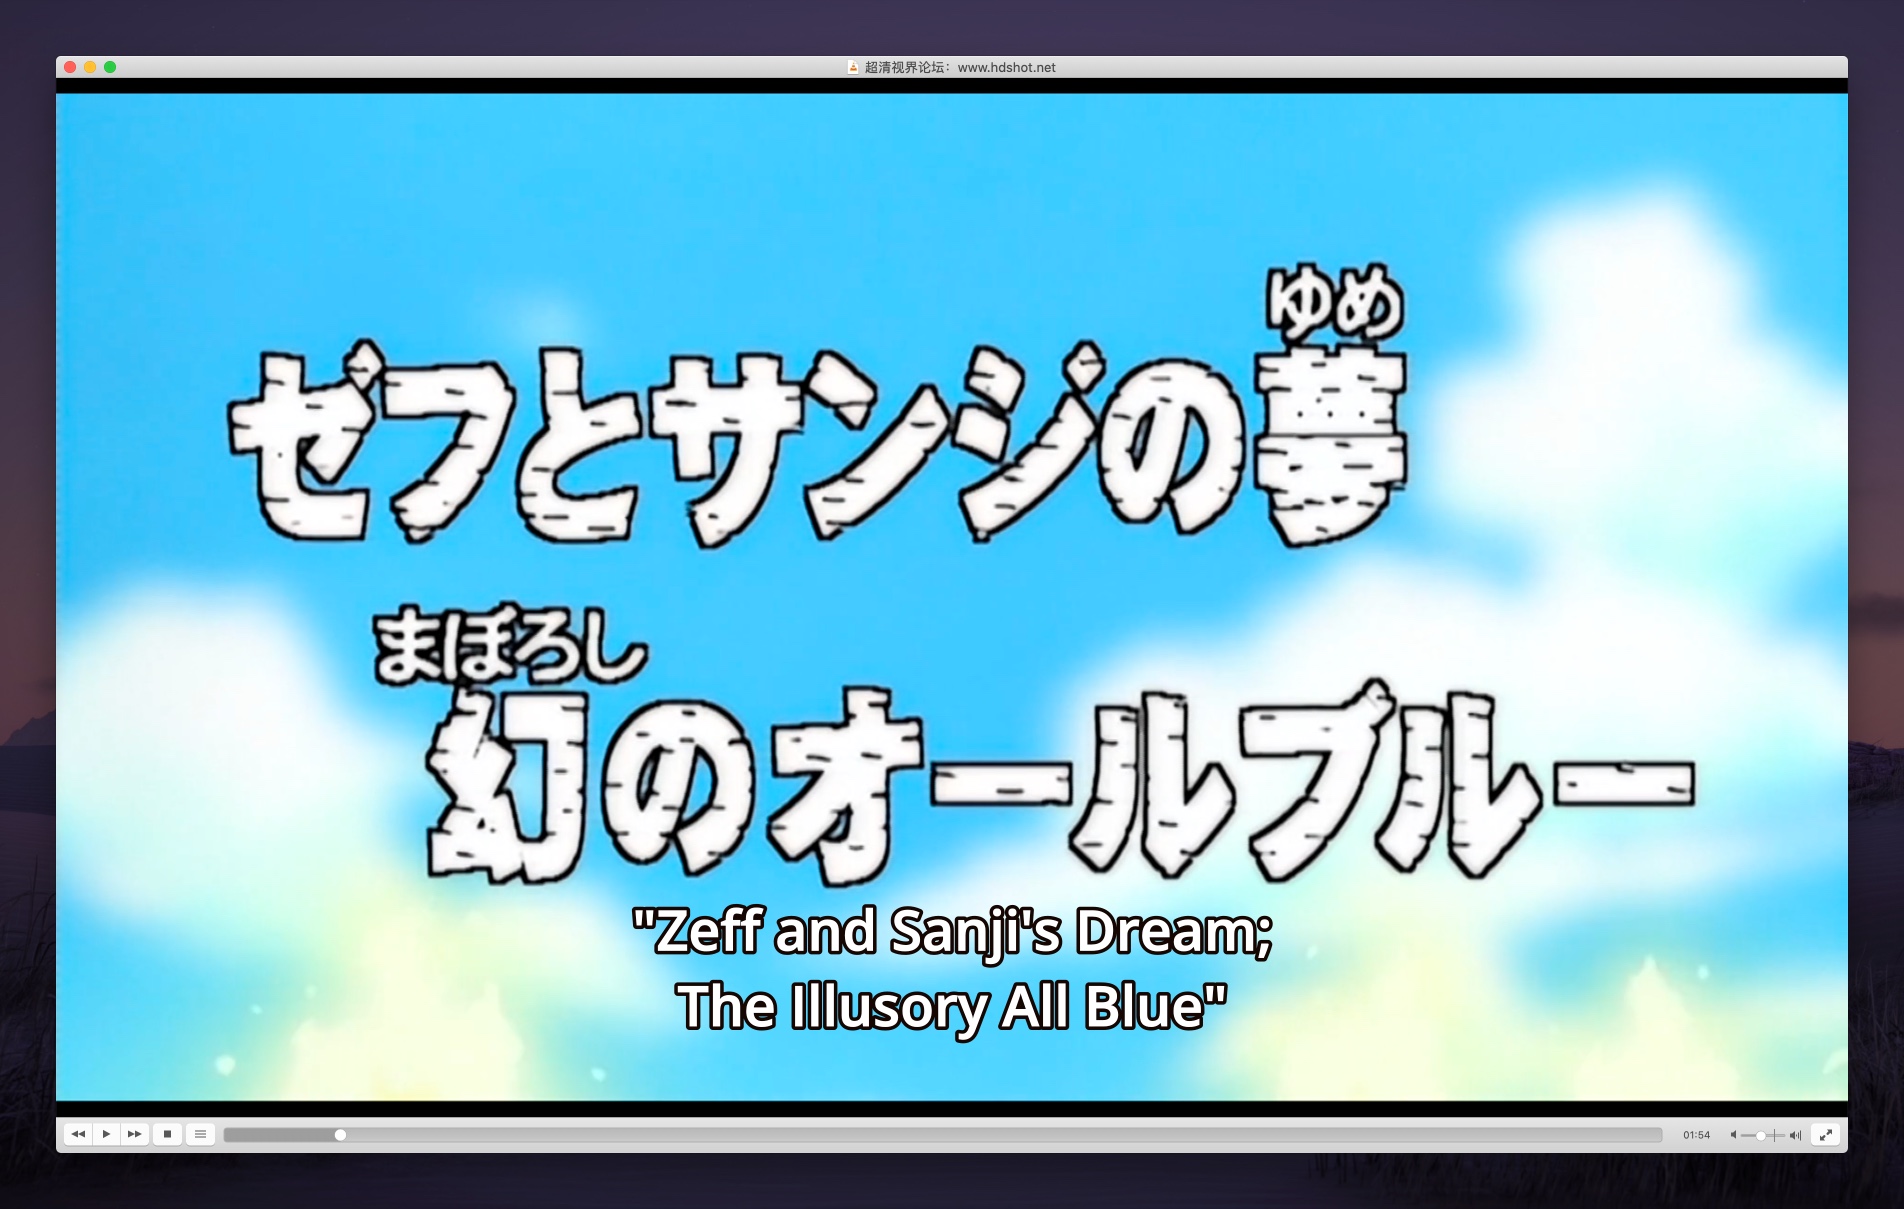 超清视界论坛：www.hdshot.net
ゆめ
ゼフとサンジの夢
まぼろし
幻のオールブルー
"Zeff and Sanji's Dream;
The Illusory All Blue"
01:54